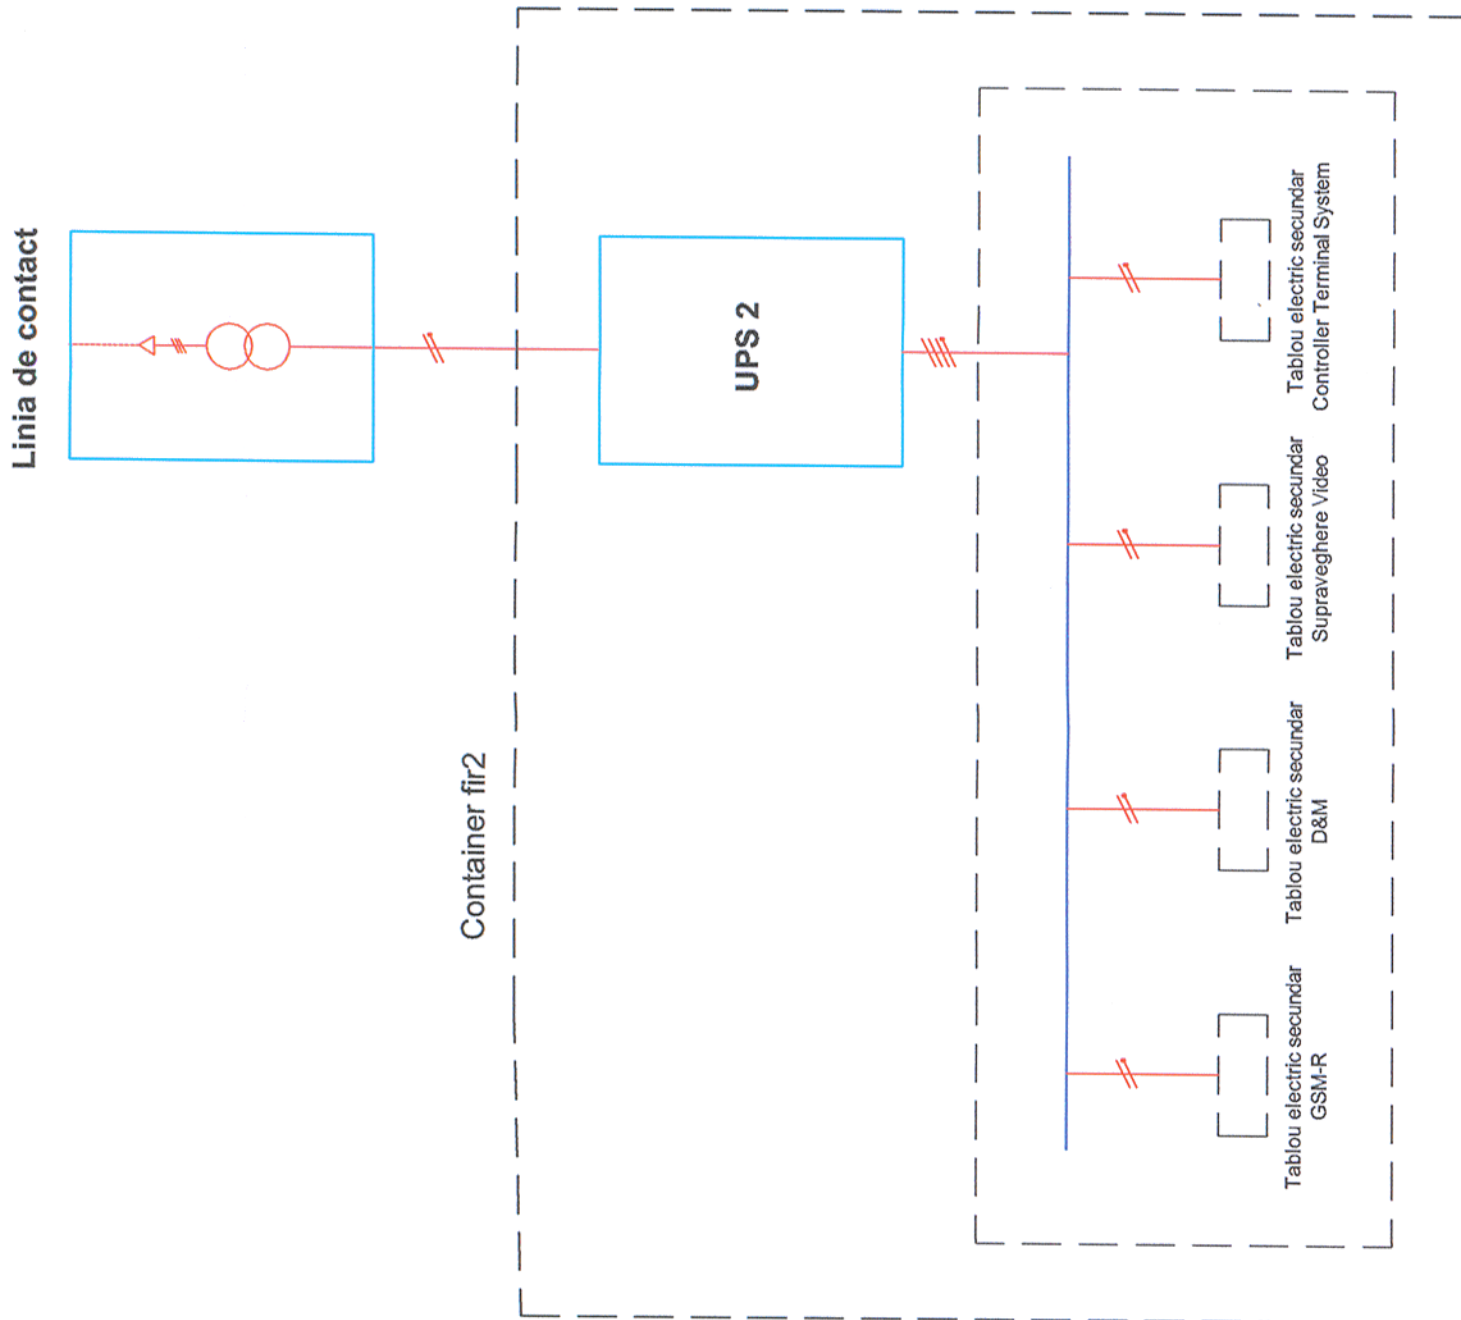 Linia de contact
Container fir2
UPS 2
Tablou electric secundar
GSM-R
Tablou electric secundar
D&M
Tablou electric secundar
Supraveghere Video
Tablou electric secundar
Controller Terminal System